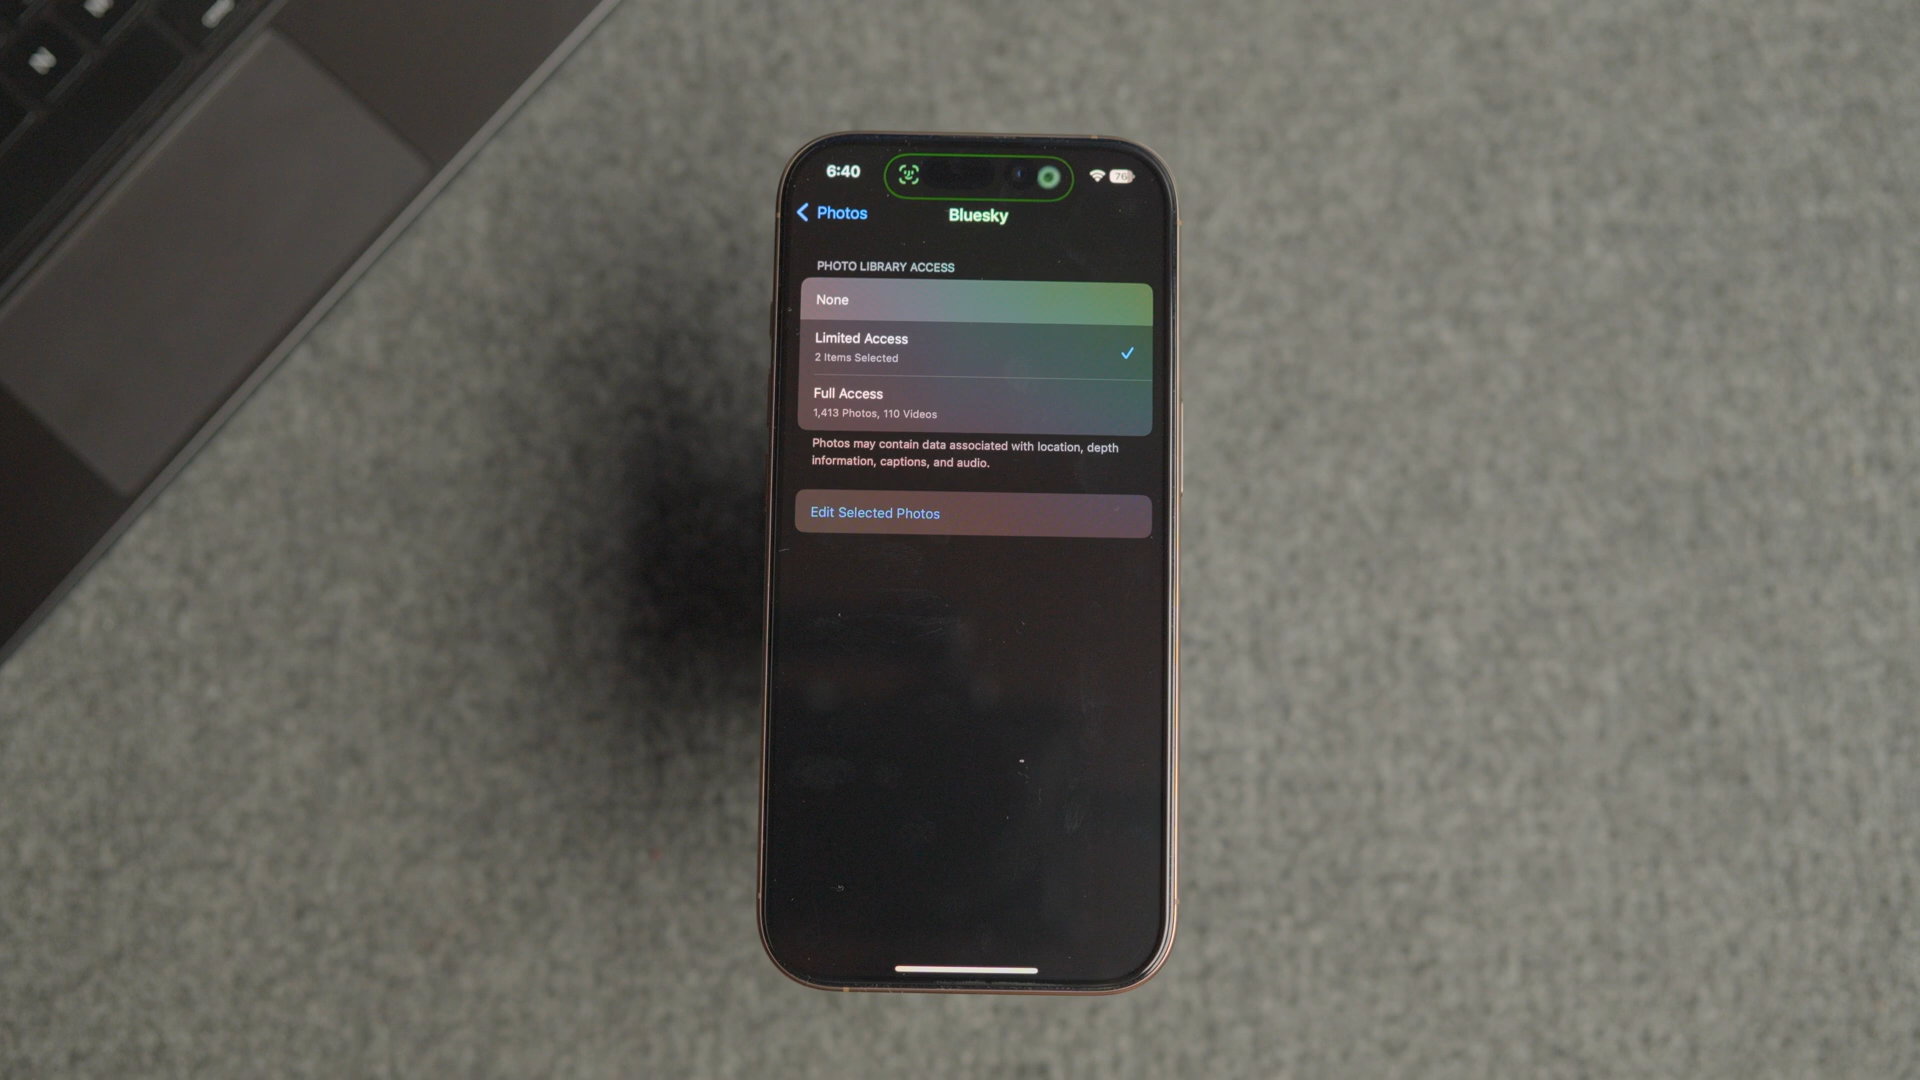 6:40
76
Photos
Bluesky
PHOTO LIBRARY ACCESS
None
Limited Access
2 Items Selected
Full Access
1,413 Photos, 110 Videos
Photos may contain data associated with location, depth
information, captions, and audio.
Edit Selected Photos